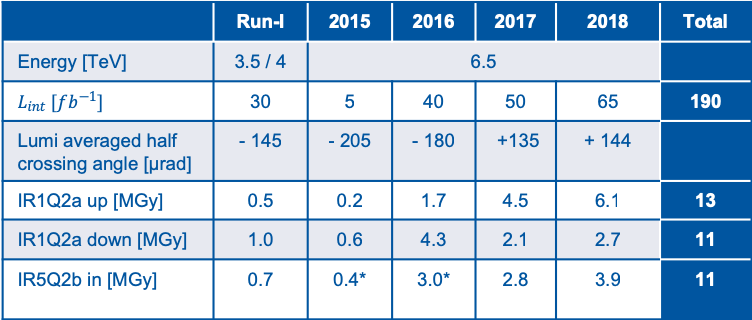 Run-I 2015 2016 2017 2018 Total
Energy [TeV] 3.5 / 4 6.5
L_int [fb⁻¹] 30 5 40 50 65 190
Lumi averaged half
crossing angle [µrad] - 145 - 205 - 180 +135 + 144
IR1Q2a up [MGy] 0.5 0.2 1.7 4.5 6.1 13
IR1Q2a down [MGy] 1.0 0.6 4.3 2.1 2.7 11
IR5Q2b in [MGy] 0.7 0.4* 3.0* 2.8 3.9 11